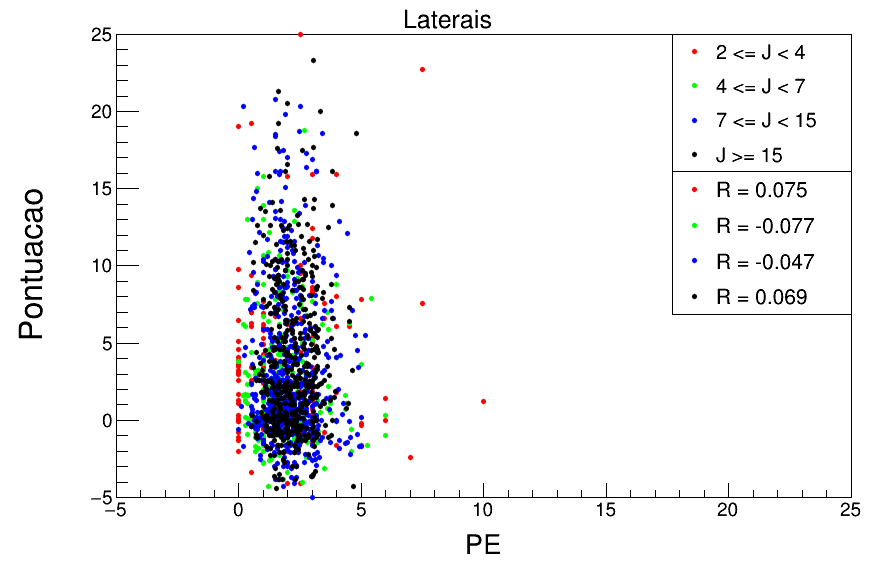 Laterais
25
20
15
10
5
0
−5
Pontuacao
2 <= J < 4
4 <= J < 7
7 <= J < 15
J >= 15
R = 0.075
R = -0.077
R = -0.047
R = 0.069
−5 0 5 10 15 20 25
PE